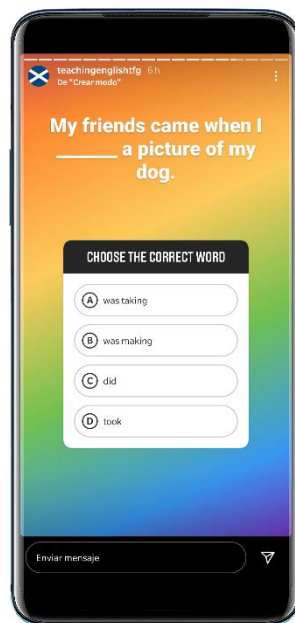 teachingenglishtfg 6 h
De "Crear modo"
My friends came when I
______ a picture of my
dog.
CHOOSE THE CORRECT WORD
A was taking
B was making
C did
D took
Enviar mensaje